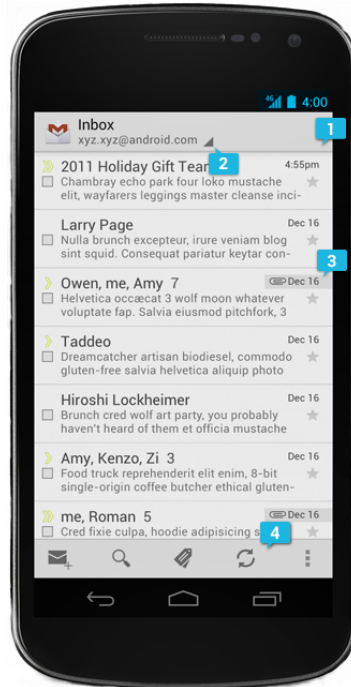 4G 4:00
1
Inbox
xyz.xyz@android.com
2
2011 Holiday Gift Tea 4:55pm
Chambray echo park four loko mustache
elit, wayfarers leggings master cleanse inci-
Larry Page Dec 16
Nulla brunch excepteur, irure veniam blog
sint squid. Consequat pariatur keytar con-
3
Owen, me, Amy 7 Dec 16
Helvetica occæcat 3 wolf moon whatever
voluptate fap. Salvia eiusmod pitchfork, 3
Taddeo Dec 16
Dreamcatcher artisan biodiesel, commodo
gluten-free salvia helvetica aliquip photo
Hiroshi Lockheimer Dec 16
Brunch cred wolf art party, you probably
haven't heard of them et officia mustache
Amy, Kenzo, Zi 3 Dec 16
Food truck reprehenderit elit enim, 8-bit
single-origin coffee butcher ethical gluten-
me, Roman 5 Dec 16
Cred fixie culpa, hoodie adipisicing s
4